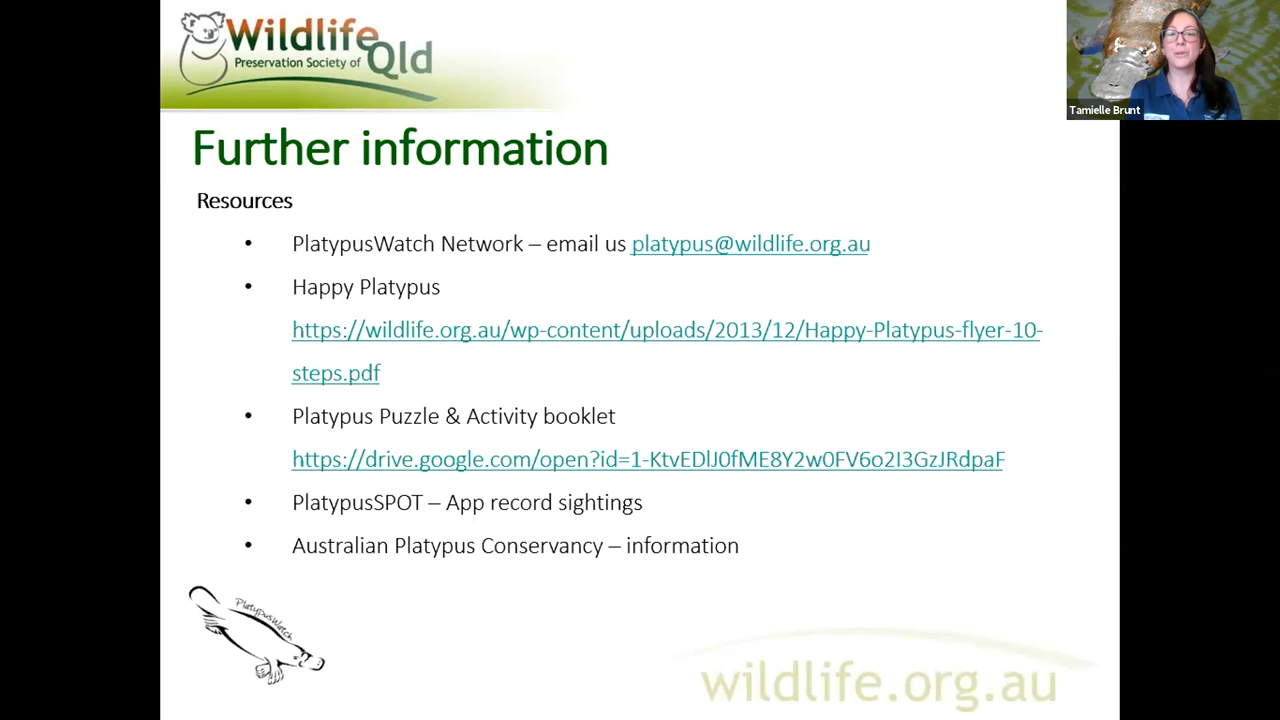 Wildlife
Preservation Society of Qld
Tamielle Brunt
Further information
Resources
• PlatypusWatch Network – email us platypus@wildlife.org.au
• Happy Platypus
https://wildlife.org.au/wp-content/uploads/2013/12/Happy-Platypus-flyer-10-
steps.pdf
• Platypus Puzzle & Activity booklet
https://drive.google.com/open?id=1-KtvEDlJ0fME8Y2w0FV6o2I3GzJRdpaF
• PlatypusSPOT – App record sightings
• Australian Platypus Conservancy – information
PlatypusWatch
wildlife.org.au